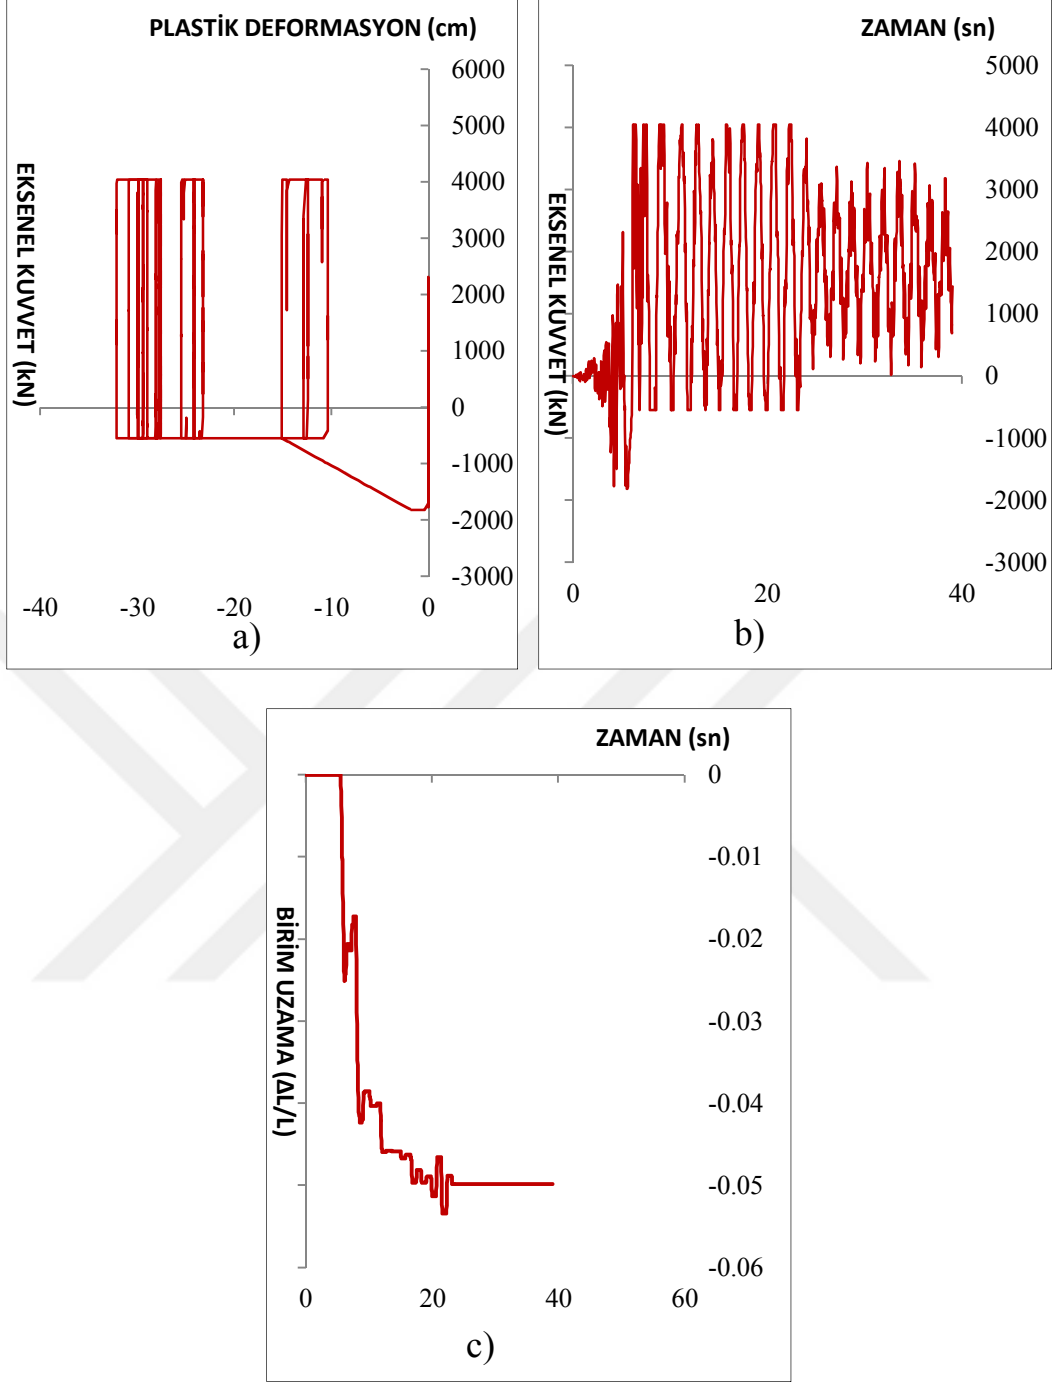 PLASTİK DEFORMASYON (cm)
EKSENEL KUVVET (kN)
6000
5000
4000
3000
2000
1000
0
-1000
-2000
-3000
-40 -30 -20 -10 0
a)
ZAMAN (sn)
EKSENEL KUVVET (kN)
5000
4000
3000
2000
1000
0
-1000
-2000
-3000
0 20 40
b)
ZAMAN (sn)
BİRİM UZAMA (ΔL/L)
0
-0.01
-0.02
-0.03
-0.04
-0.05
-0.06
0 20 40 60
c)